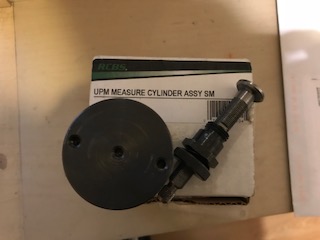 RCBS.
UPM MEASURE CYLINDER ASSY SM